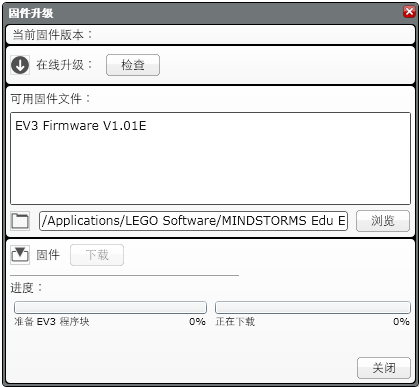 固件升级
当前固件版本：
在线升级： 检查
可用固件文件：
EV3 Firmware V1.01E
/Applications/LEGO Software/MINDSTORMS Edu E 浏览
固件 下载
进度：
准备 EV3 程序块 0% 正在下载 0%
关闭